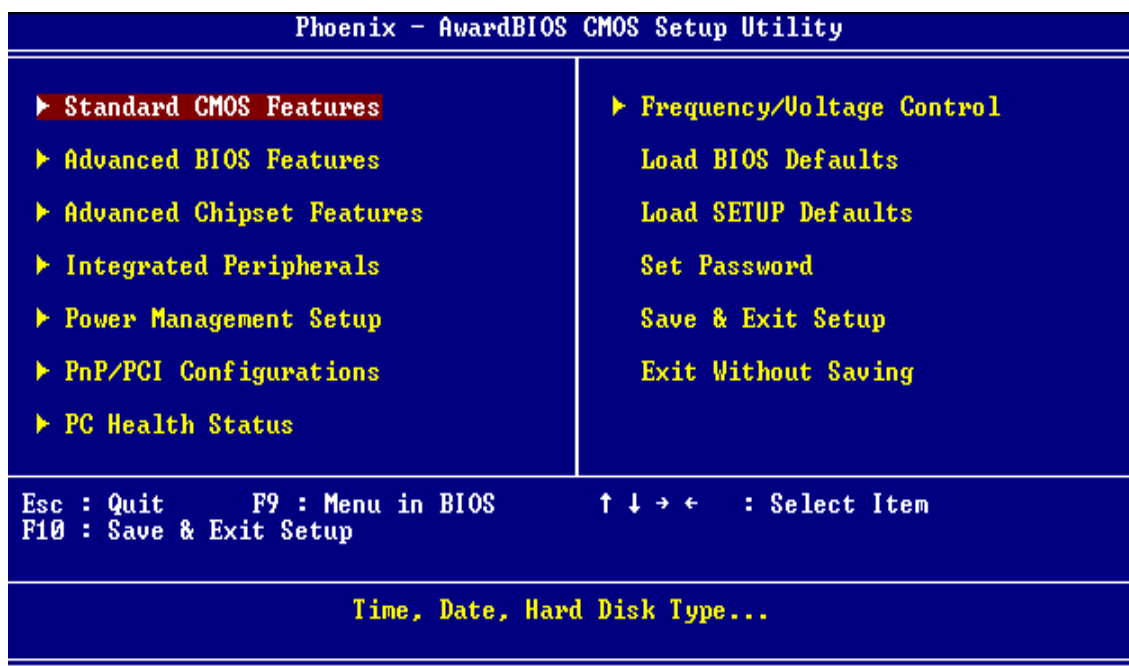 Phoenix - AwardBIOS CMOS Setup Utility
▶ Standard CMOS Features
▶ Advanced BIOS Features
▶ Advanced Chipset Features
▶ Integrated Peripherals
▶ Power Management Setup
▶ PnP/PCI Configurations
▶ PC Health Status
▶ Frequency/Voltage Control
Load BIOS Defaults
Load SETUP Defaults
Set Password
Save & Exit Setup
Exit Without Saving
Esc : Quit F9 : Menu in BIOS ↑ ↓ → ← : Select Item
F10 : Save & Exit Setup
Time, Date, Hard Disk Type...